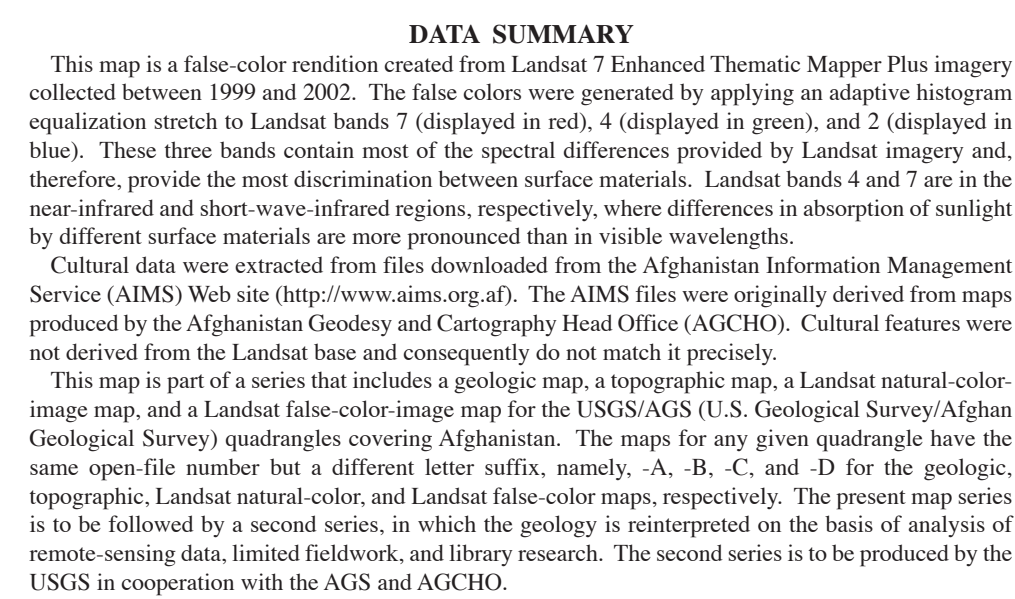 DATA SUMMARY
This map is a false-color rendition created from Landsat 7 Enhanced Thematic Mapper Plus imagery
collected between 1999 and 2002. The false colors were generated by applying an adaptive histogram
equalization stretch to Landsat bands 7 (displayed in red), 4 (displayed in green), and 2 (displayed in
blue). These three bands contain most of the spectral differences provided by Landsat imagery and,
therefore, provide the most discrimination between surface materials. Landsat bands 4 and 7 are in the
near-infrared and short-wave-infrared regions, respectively, where differences in absorption of sunlight
by different surface materials are more pronounced than in visible wavelengths.
Cultural data were extracted from files downloaded from the Afghanistan Information Management
Service (AIMS) Web site (http://www.aims.org.af). The AIMS files were originally derived from maps
produced by the Afghanistan Geodesy and Cartography Head Office (AGCHO). Cultural features were
not derived from the Landsat base and consequently do not match it precisely.
This map is part of a series that includes a geologic map, a topographic map, a Landsat natural-color-
image map, and a Landsat false-color-image map for the USGS/AGS (U.S. Geological Survey/Afghan
Geological Survey) quadrangles covering Afghanistan. The maps for any given quadrangle have the
same open-file number but a different letter suffix, namely, -A, -B, -C, and -D for the geologic,
topographic, Landsat natural-color, and Landsat false-color maps, respectively. The present map series
is to be followed by a second series, in which the geology is reinterpreted on the basis of analysis of
remote-sensing data, limited fieldwork, and library research. The second series is to be produced by the
USGS in cooperation with the AGS and AGCHO.